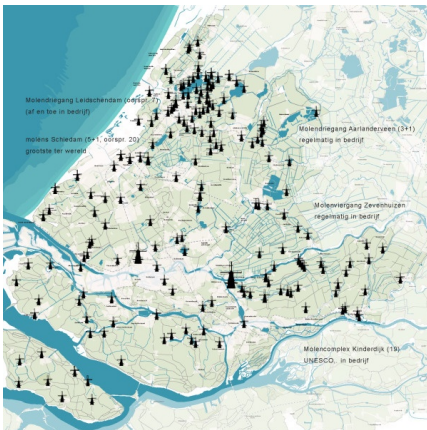 Molendriegang Leidschendam (oorspr. 7)
(af en toe in bedrijf)
molens Schiedam (5+1, oorspr. 20)
grootste ter wereld
Molendriegang Aarlanderveen (3+1)
regelmatig in bedrijf
Molenviergang Zevenhuizen
regelmatig in bedrijf
Molencomplex Kinderdijk (19)
UNESCO, in bedrijf